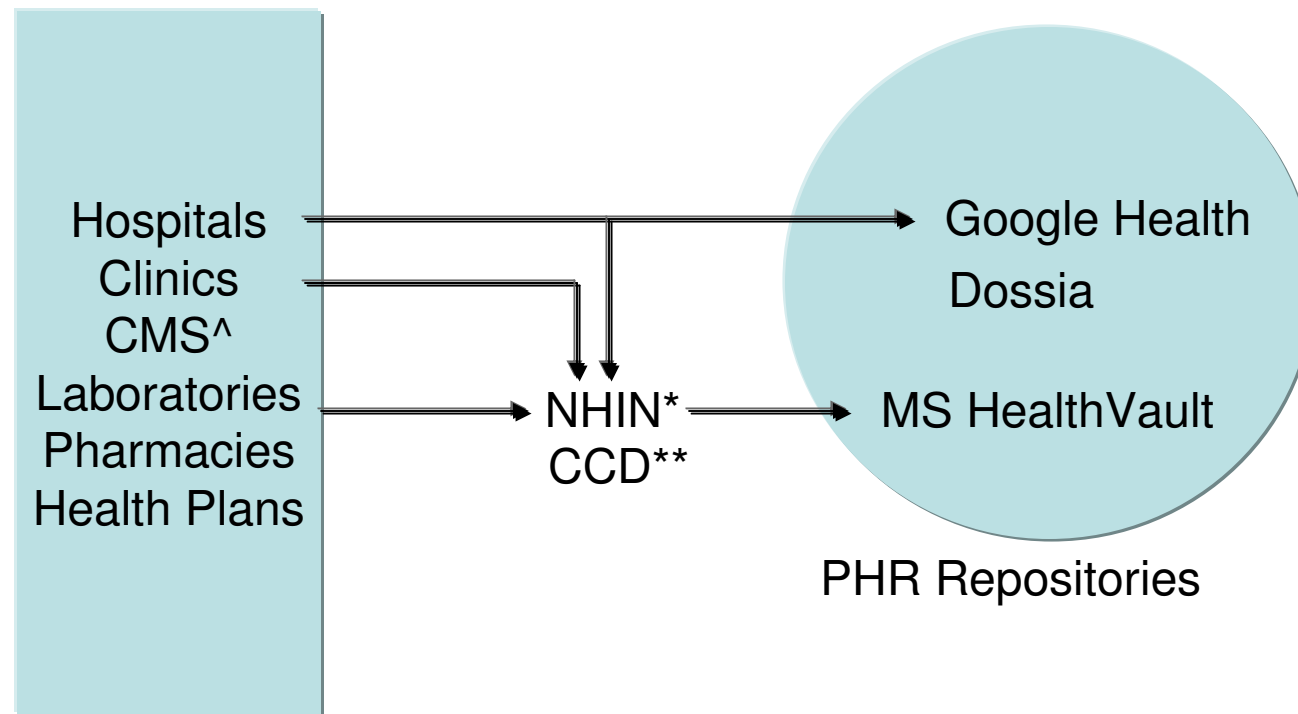 Hospitals
Clinics
CMS^
Laboratories
Pharmacies
Health Plans
NHIN*
CCD**
Google Health
Dossia
MS HealthVault
PHR Repositories